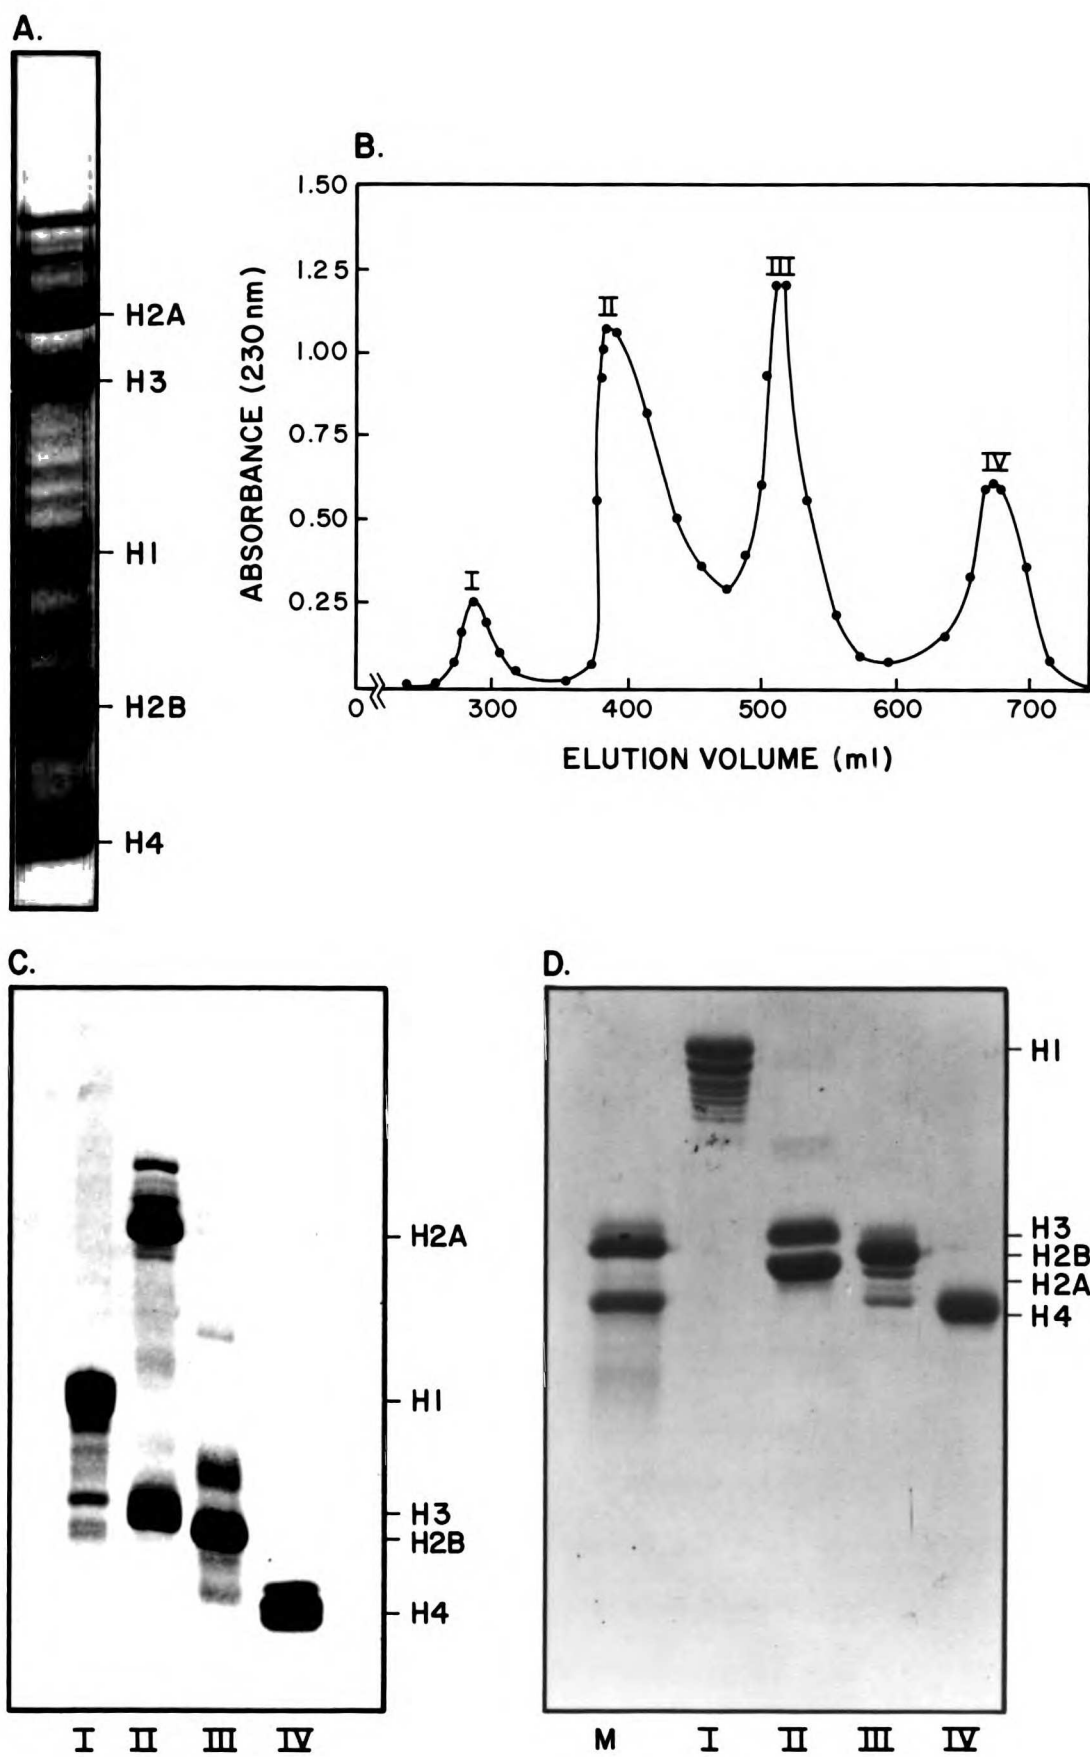 A.
H2A
H3
H1
H2B
H4
B.
1.50
1.25
1.00
0.75
0.50
0.25
ABSORBANCE (230nm)
I
II
III
IV
0 300 400 500 600 700
ELUTION VOLUME (ml)
C.
H2A
H1
H3
H2B
H4
I II III IV
D.
H1
H3
H2B
H2A
H4
M I II III IV